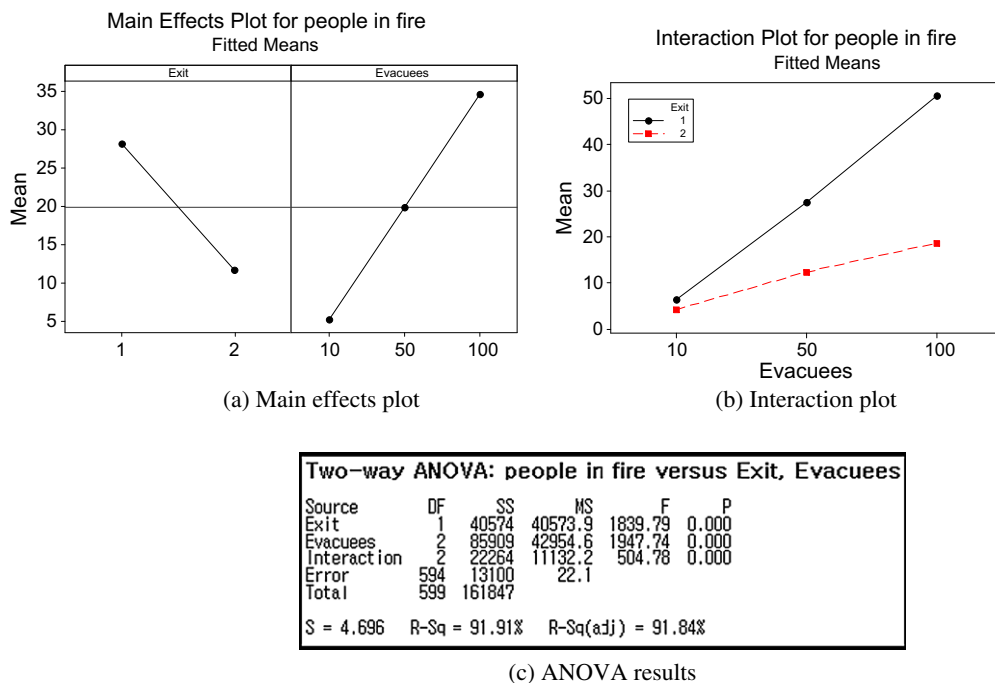 Main Effects Plot for people in fire
Fitted Means
Exit Evacuees
Mean
35
30
25
20
15
10
5
1 2 10 50 100
(a) Main effects plot
Interaction Plot for people in fire
Fitted Means
Exit
1
2
Mean
50
40
30
20
10
0
10 50 100
Evacuees
(b) Interaction plot
Two-way ANOVA: people in fire versus Exit, Evacuees
Source DF SS MS F P
Exit 1 40574 40573.9 1839.79 0.000
Evacuees 2 85909 42954.6 1947.74 0.000
Interaction 2 22264 11132.2 504.78 0.000
Error 594 13100 22.1
Total 599 161847
S = 4.696 R-Sq = 91.91% R-Sq(adj) = 91.84%
(c) ANOVA results